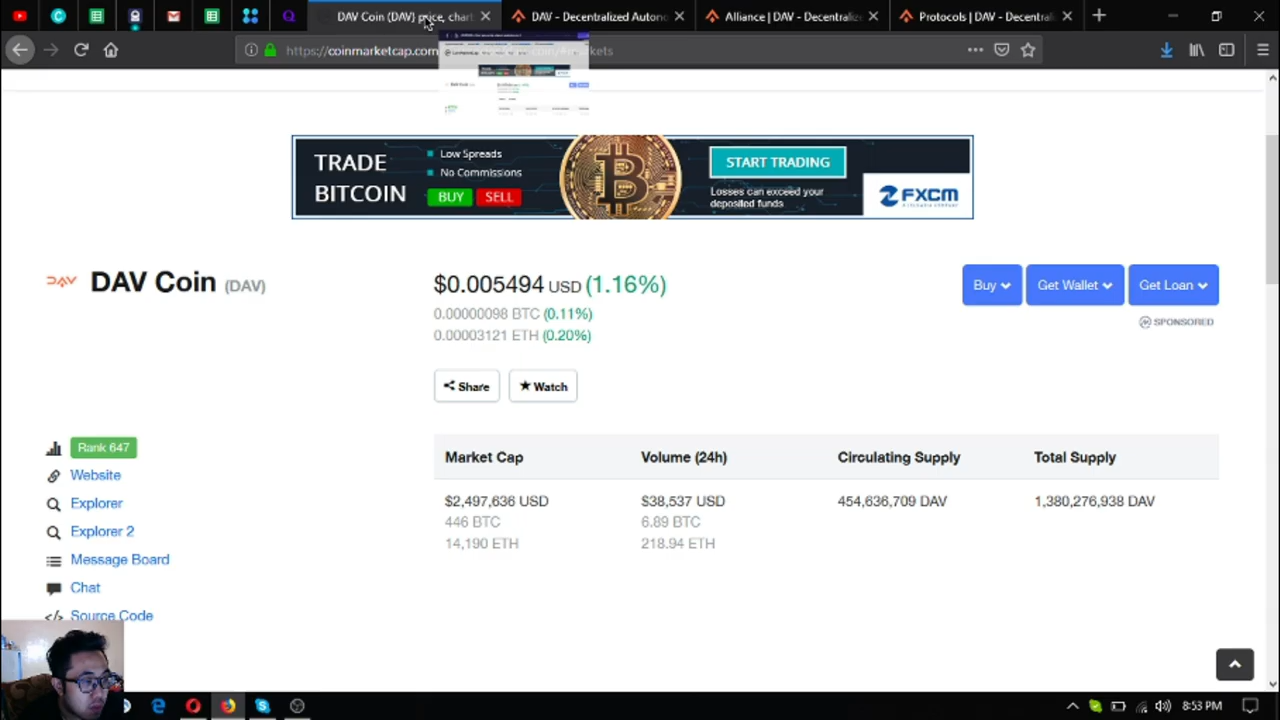 DAV Coin (DAV) price, chart
DAV - Decentralized Autono
Alliance | DAV - Decentraliz
Protocols | DAV - Decentral
https://coinmarketcap.com
TRADE
BITCOIN
Low Spreads
No Commissions
BUY SELL
START TRADING
Losses can exceed your
deposited funds
FXCM
DAV
DAV Coin (DAV)
$0.005494 USD (1.16%)
0.00000098 BTC (0.11%)
0.00003121 ETH (0.20%)
Buy Get Wallet Get Loan
SPONSORED
Share Watch
Rank 647
Website
Explorer
Explorer 2
Message Board
Chat
Source Code
Market Cap Volume (24h) Circulating Supply Total Supply
$2,497,636 USD $38,537 USD 454,636,709 DAV 1,380,276,938 DAV
446 BTC 6.89 BTC
14,190 ETH 218.94 ETH
8:53 PM